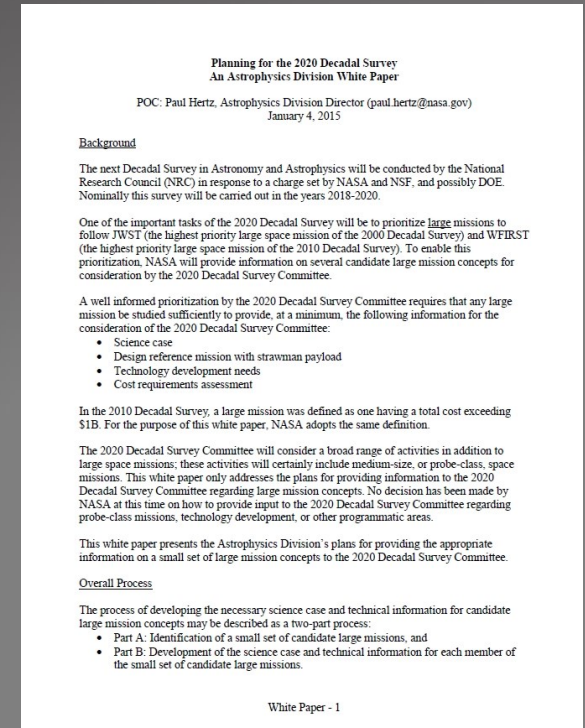 Planning for the 2020 Decadal Survey
An Astrophysics Division White Paper
POC: Paul Hertz, Astrophysics Division Director (paul.hertz@nasa.gov)
January 4, 2015
Background
The next Decadal Survey in Astronomy and Astrophysics will be conducted by the National
Research Council (NRC) in response to a charge set by NASA and NSF, and possibly DOE.
Nominally this survey will be carried out in the years 2018-2020.
One of the important tasks of the 2020 Decadal Survey will be to prioritize large missions to
follow JWST (the highest priority large space mission of the 2000 Decadal Survey) and WFIRST
(the highest priority large space mission of the 2010 Decadal Survey). To enable this
prioritization, NASA will provide information on several candidate large mission concepts for
consideration by the 2020 Decadal Survey Committee.
A well informed prioritization by the 2020 Decadal Survey Committee requires that any large
mission be studied sufficiently to provide, at a minimum, the following information for the
consideration of the 2020 Decadal Survey Committee:
• Science case
• Design reference mission with strawman payload
• Technology development needs
• Cost requirements assessment
In the 2010 Decadal Survey, a large mission was defined as one having a total cost exceeding
$1B. For the purpose of this white paper, NASA adopts the same definition.
The 2020 Decadal Survey Committee will consider a broad range of activities in addition to
large space missions; these activities will certainly include medium-size, or probe-class, space
missions. This white paper only addresses the plans for providing information to the 2020
Decadal Survey Committee regarding large mission concepts. No decision has been made by
NASA at this time on how to provide input to the 2020 Decadal Survey Committee regarding
probe-class missions, technology development, or other programmatic areas.
This white paper presents the Astrophysics Division's plans for providing the appropriate
information on a small set of large mission concepts to the 2020 Decadal Survey Committee.
Overall Process
The process of developing the necessary science case and technical information for candidate
large mission concepts may be described as a two-part process:
• Part A: Identification of a small set of candidate large missions, and
• Part B: Development of the science case and technical information for each member of
the small set of candidate large missions.
White Paper - 1